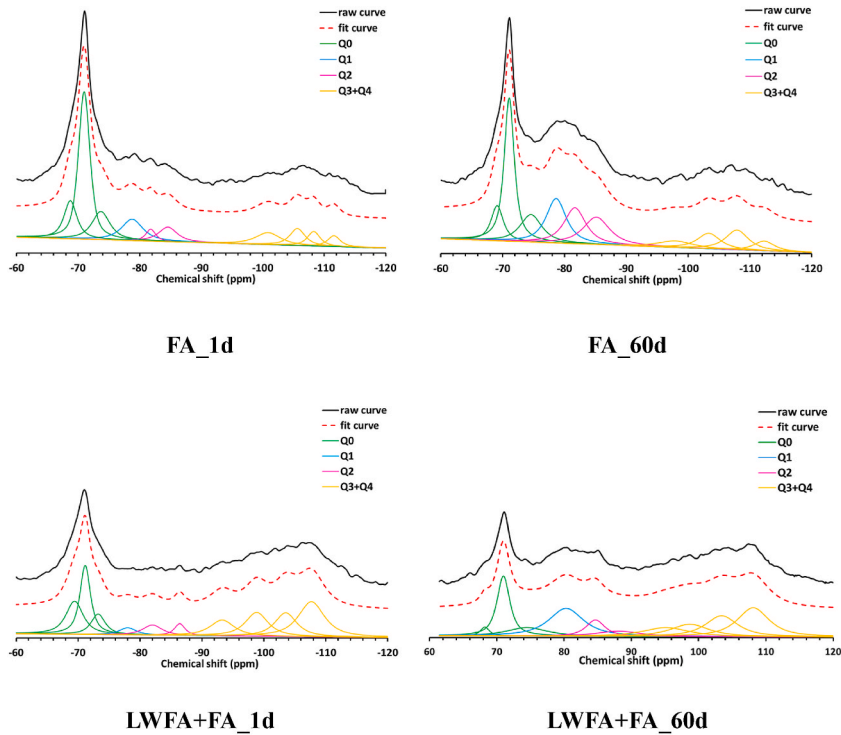 raw curve
fit curve
Q0
Q1
Q2
Q3+Q4
-60 -70 -80 -90 -100 -110 -120
Chemical shift (ppm)
FA_1d
raw curve
fit curve
Q0
Q1
Q2
Q3+Q4
-60 -70 -80 -90 -100 -110 -120
Chemical shift (ppm)
FA_60d
raw curve
fit curve
Q0
Q1
Q2
Q3+Q4
-60 -70 -80 -90 -100 -110 -120
Chemical shift (ppm)
LWFA+FA_1d
raw curve
fit curve
Q0
Q1
Q2
Q3+Q4
60 70 80 90 100 110 120
Chemical shift (ppm)
LWFA+FA_60d